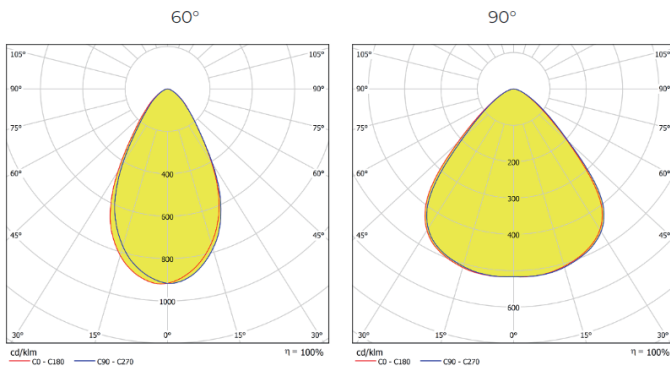 60° 90°
105° 105° 105° 105°
90° 90° 90° 90°
75° 75° 75° 75°
200
60° 400 60° 60° 60°
300
600
45° 45° 45° 400 45°
800
1000 600
30° 15° 0° 15° 30° 30° 15° 0° 15° 30°
cd/klm η = 100% cd/klm η = 100%
C0 - C180 C90 - C270 C0 - C180 C90 - C270